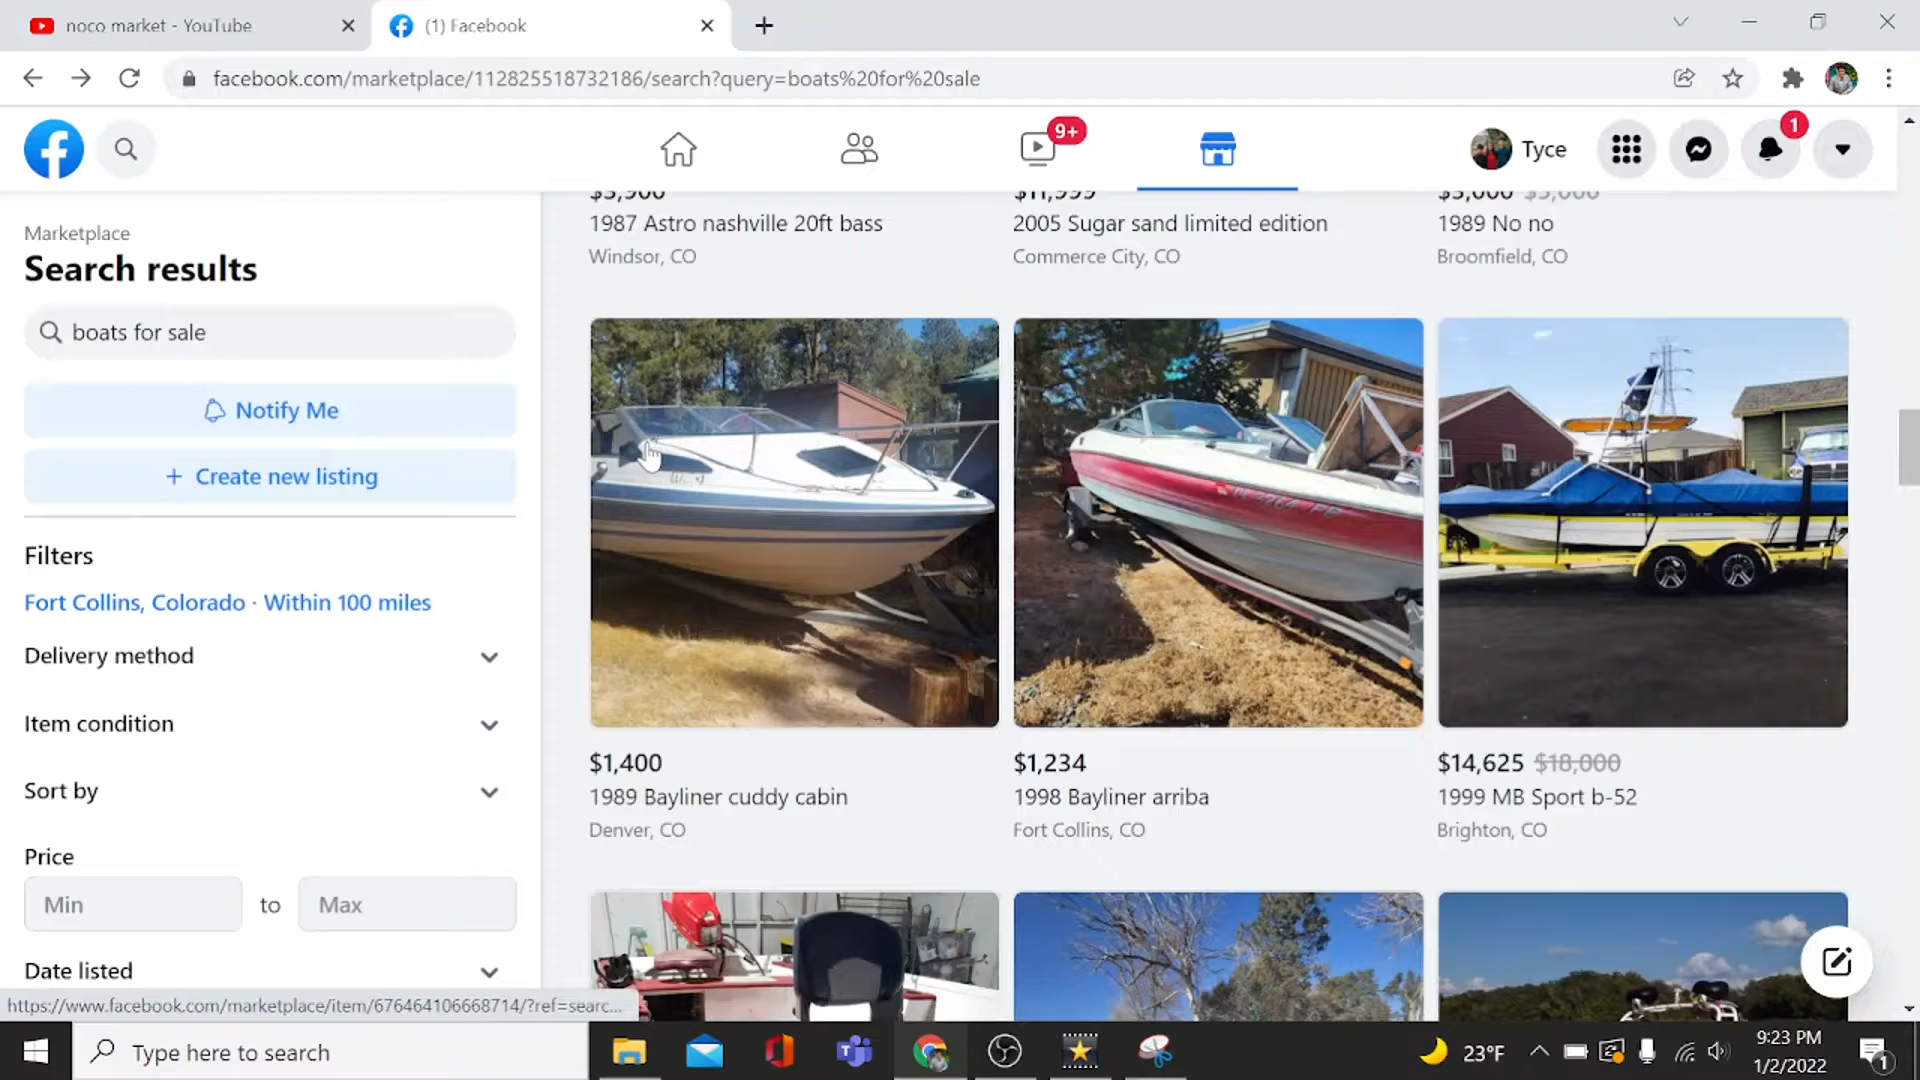 noco market - YouTube
(1) Facebook
facebook.com/marketplace/112825518732186/search?query=boats%20for%20sale
9+
Tyce
1
Marketplace
Search results
boats for sale
Notify Me
+ Create new listing
Filters
Fort Collins, Colorado · Within 100 miles
Delivery method
Item condition
Sort by
Price
Min
to
Max
Date listed
https://www.facebook.com/marketplace/item/676464106668714/?ref=searc...
$3,900
1987 Astro nashville 20ft bass
Windsor, CO
$11,999
2005 Sugar sand limited edition
Commerce City, CO
1989 No no
Broomfield, CO
$1,400
1989 Bayliner cuddy cabin
Denver, CO
$1,234
1998 Bayliner arriba
Fort Collins, CO
$14,625 $18,000
1999 MB Sport b-52
Brighton, CO
Type here to search
23°F
9:23 PM
1/2/2022
1